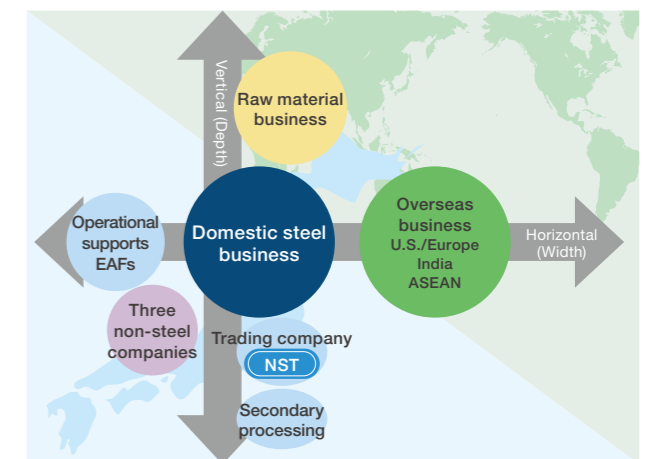 Vertical (Depth)
Raw material
business
Operational
supports
EAFs
Domestic steel
business
Overseas
business
U.S./Europe
India
ASEAN
Horizontal
(Width)
Three
non-steel
companies
Trading company
NST
Secondary
processing